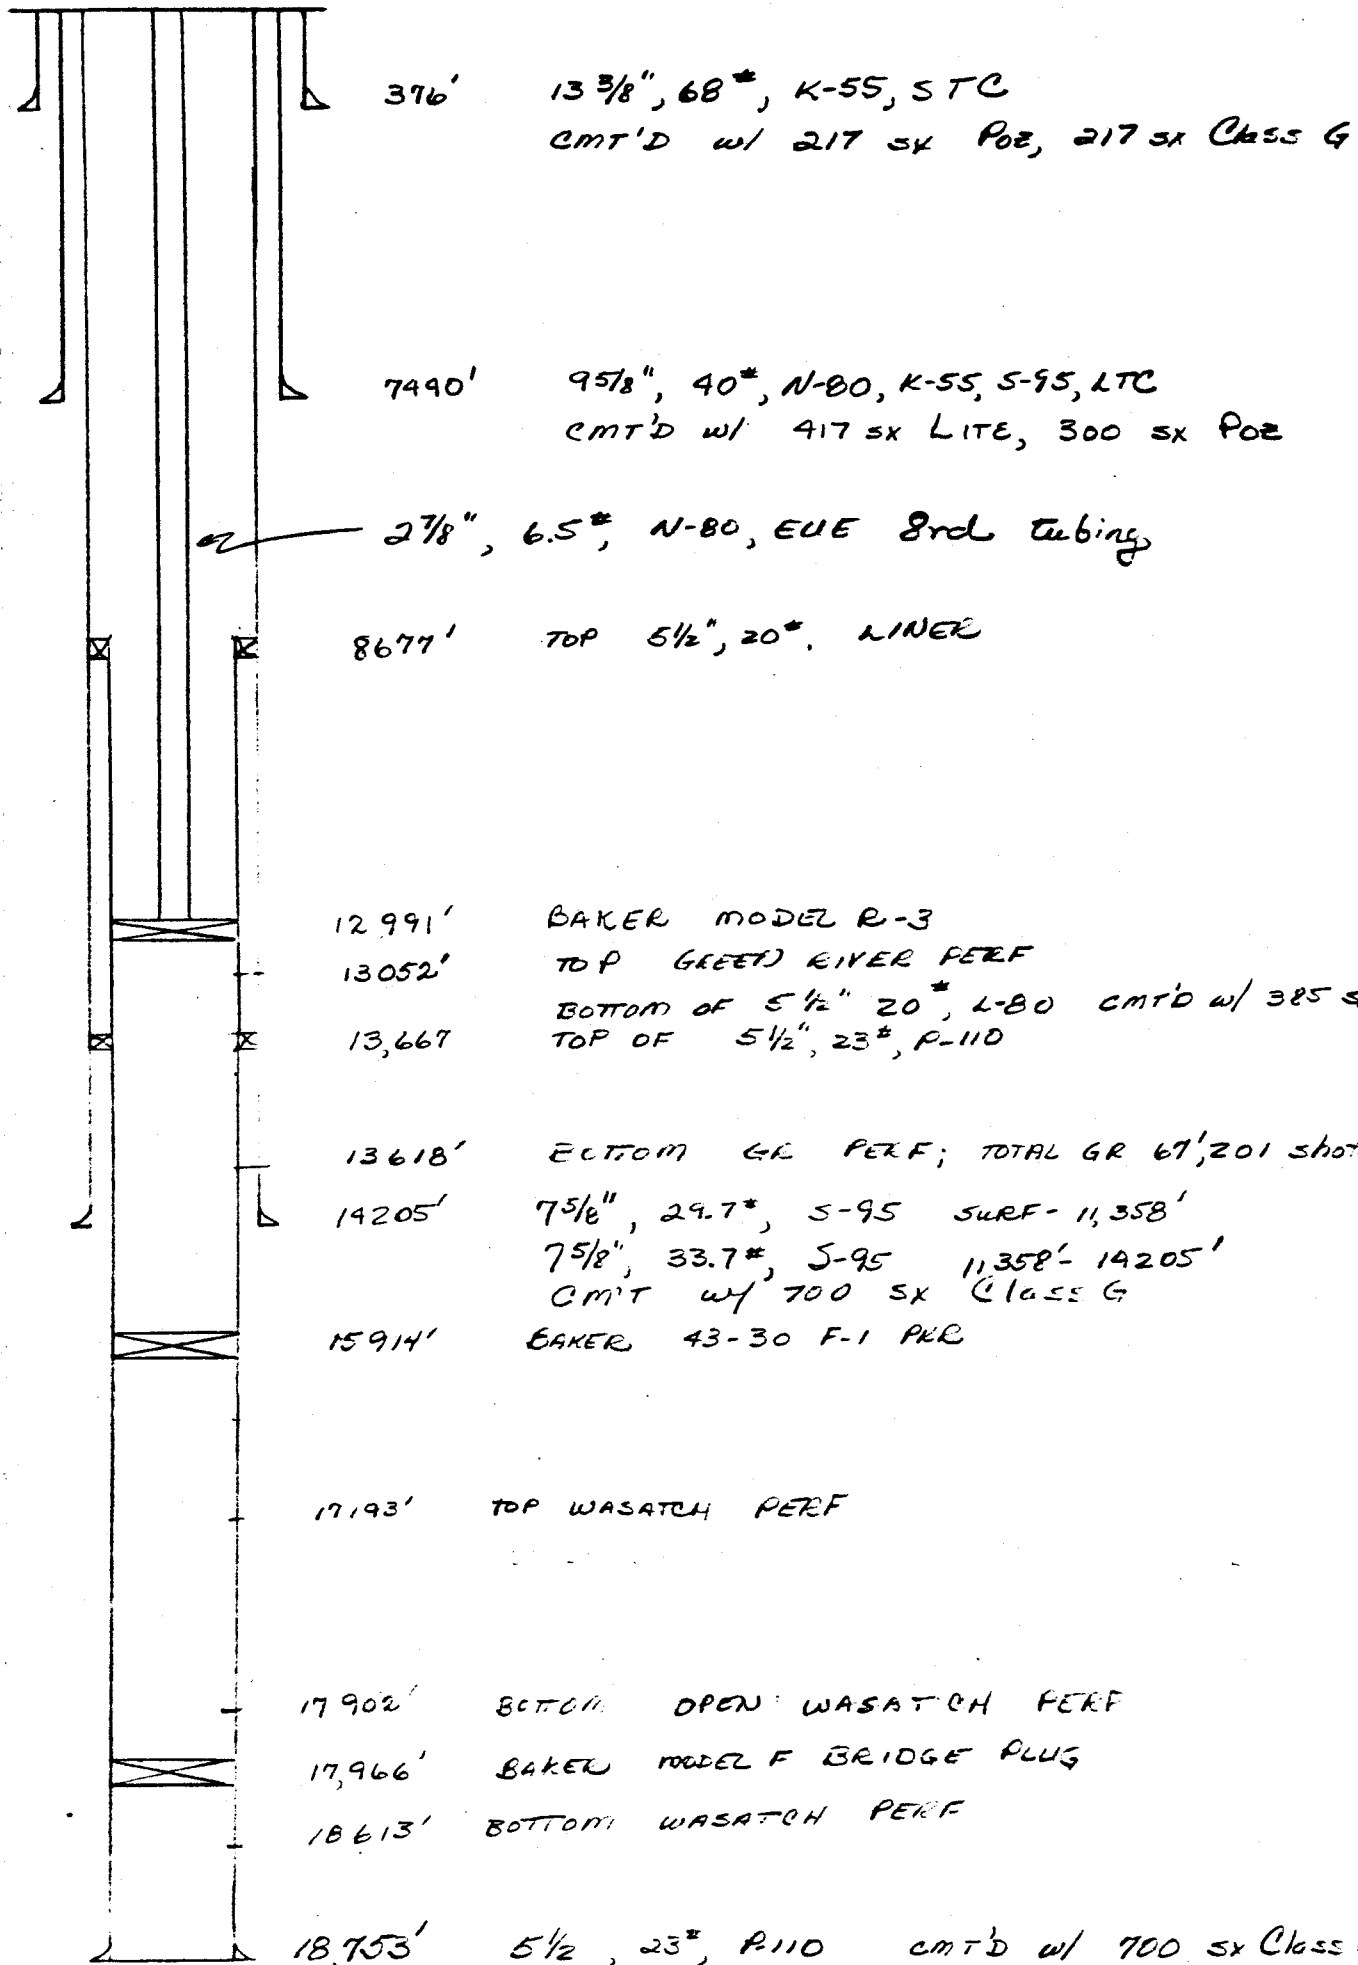 376' 13 3/8", 68#, K-55, STC
CMT'D w/ 217 sx Poz, 217 sx Class G
7490' 9 5/8", 40#, N-80, K-55, S-95, LTC
CMT'D w/ 417 sx LITE, 300 sx Poz
2 7/8", 6.5#, N-80, EUE 8rd tubing
8677' TOP 5 1/2", 20#. LINER
12991' BAKER MODEL R-3
13052' TOP GREEN RIVER PERF
BOTTOM OF 5 1/2" 20#, L-80 CMT'D w/ 385 s
13,667 TOP OF 5 1/2", 23#, P-110
13618' BOTTOM GR PERF; TOTAL GR 67', 201 shot
14205' 7 5/8", 29.7#, S-95 SURF- 11,358'
7 5/8", 33.7#, S-95 11,358'- 14205'
CM'T w/ 700 sx Class G
15914' BAKER 43-30 F-1 PKR
17193' TOP WASATCH PERF
17902' BOTTOM OPEN WASATCH PERF
17,966' BAKER MODEL F BRIDGE PLUG
18613' BOTTOM WASATCH PERF
18,753' 5 1/2, 23#, P-110 CMT'D w/ 700 sx Class